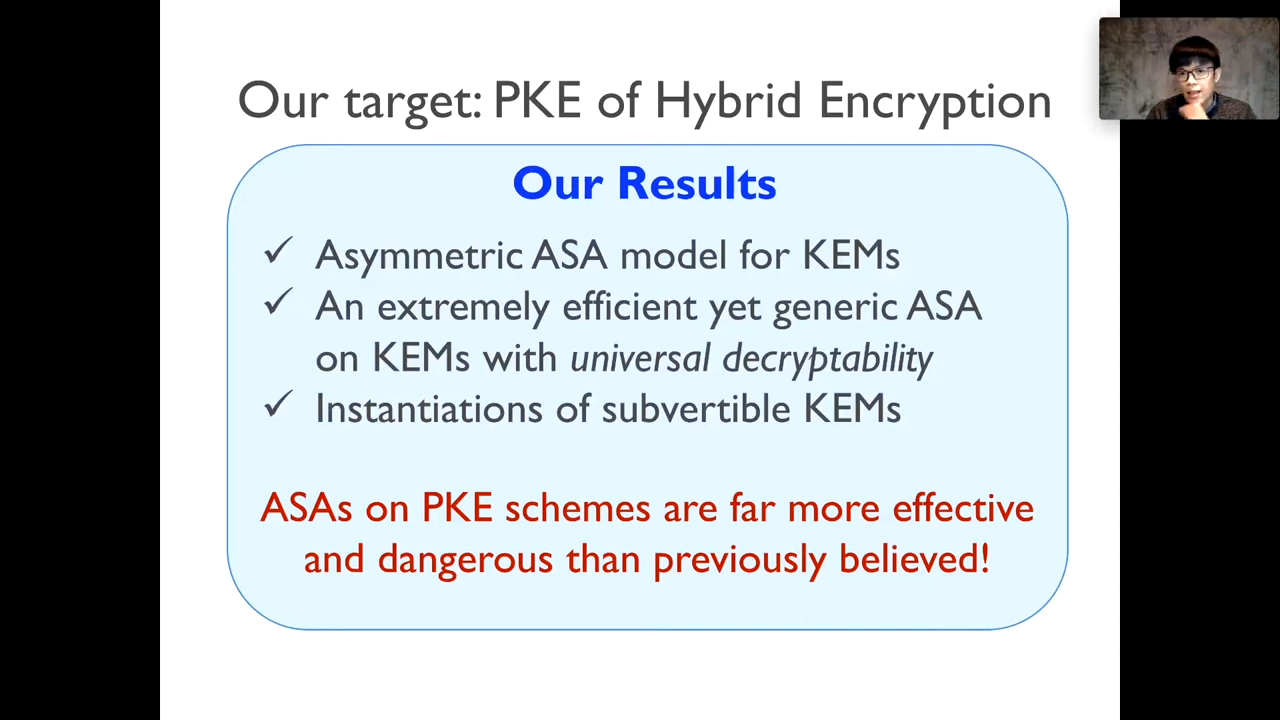 Our target: PKE of Hybrid Encryption
Our Results
✓ Asymmetric ASA model for KEMs
✓ An extremely efficient yet generic ASA
on KEMs with universal decryptability
✓ Instantiations of subvertible KEMs
ASAs on PKE schemes are far more effective
and dangerous than previously believed!